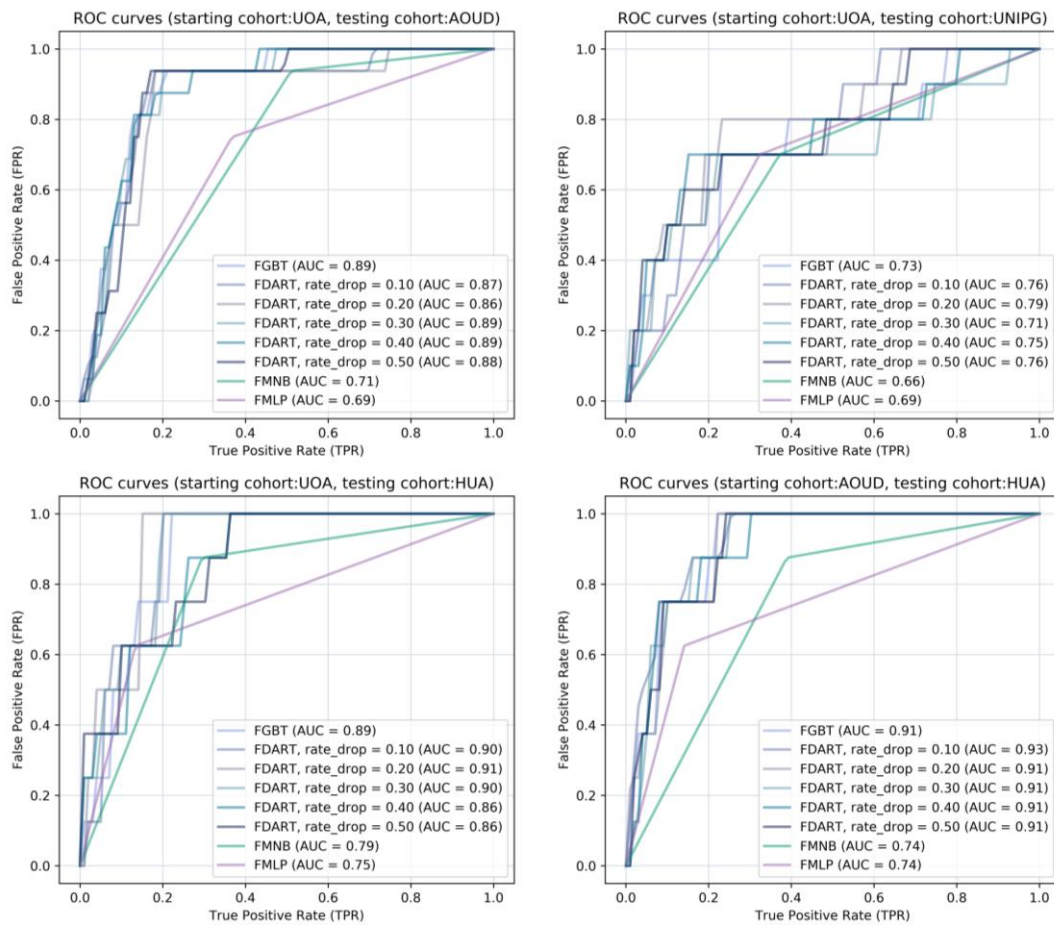 ROC curves (starting cohort:UOA, testing cohort:AOUD)
False Positive Rate (FPR)
1.0
0.8
0.6
0.4
0.2
0.0
FGBT (AUC = 0.89)
FDART, rate_drop = 0.10 (AUC = 0.87)
FDART, rate_drop = 0.20 (AUC = 0.86)
FDART, rate_drop = 0.30 (AUC = 0.89)
FDART, rate_drop = 0.40 (AUC = 0.89)
FDART, rate_drop = 0.50 (AUC = 0.88)
FMNB (AUC = 0.71)
FMLP (AUC = 0.69)
0.0 0.2 0.4 0.6 0.8 1.0
True Positive Rate (TPR)
ROC curves (starting cohort:UOA, testing cohort:UNIPG)
False Positive Rate (FPR)
1.0
0.8
0.6
0.4
0.2
0.0
FGBT (AUC = 0.73)
FDART, rate_drop = 0.10 (AUC = 0.76)
FDART, rate_drop = 0.20 (AUC = 0.79)
FDART, rate_drop = 0.30 (AUC = 0.71)
FDART, rate_drop = 0.40 (AUC = 0.75)
FDART, rate_drop = 0.50 (AUC = 0.76)
FMNB (AUC = 0.66)
FMLP (AUC = 0.69)
0.0 0.2 0.4 0.6 0.8 1.0
True Positive Rate (TPR)
ROC curves (starting cohort:UOA, testing cohort:HUA)
False Positive Rate (FPR)
1.0
0.8
0.6
0.4
0.2
0.0
FGBT (AUC = 0.89)
FDART, rate_drop = 0.10 (AUC = 0.90)
FDART, rate_drop = 0.20 (AUC = 0.91)
FDART, rate_drop = 0.30 (AUC = 0.90)
FDART, rate_drop = 0.40 (AUC = 0.86)
FDART, rate_drop = 0.50 (AUC = 0.86)
FMNB (AUC = 0.79)
FMLP (AUC = 0.75)
0.0 0.2 0.4 0.6 0.8 1.0
True Positive Rate (TPR)
ROC curves (starting cohort:AOUD, testing cohort:HUA)
False Positive Rate (FPR)
1.0
0.8
0.6
0.4
0.2
0.0
FGBT (AUC = 0.91)
FDART, rate_drop = 0.10 (AUC = 0.93)
FDART, rate_drop = 0.20 (AUC = 0.91)
FDART, rate_drop = 0.30 (AUC = 0.91)
FDART, rate_drop = 0.40 (AUC = 0.91)
FDART, rate_drop = 0.50 (AUC = 0.91)
FMNB (AUC = 0.74)
FMLP (AUC = 0.74)
0.0 0.2 0.4 0.6 0.8 1.0
True Positive Rate (TPR)